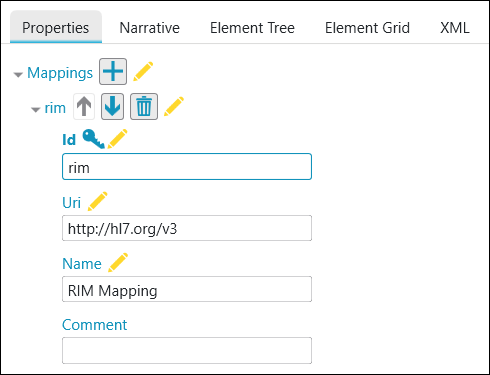 Properties Narrative Element Tree Element Grid XML
Mappings
rim
Id
rim
Uri
http://hl7.org/v3
Name
RIM Mapping
Comment